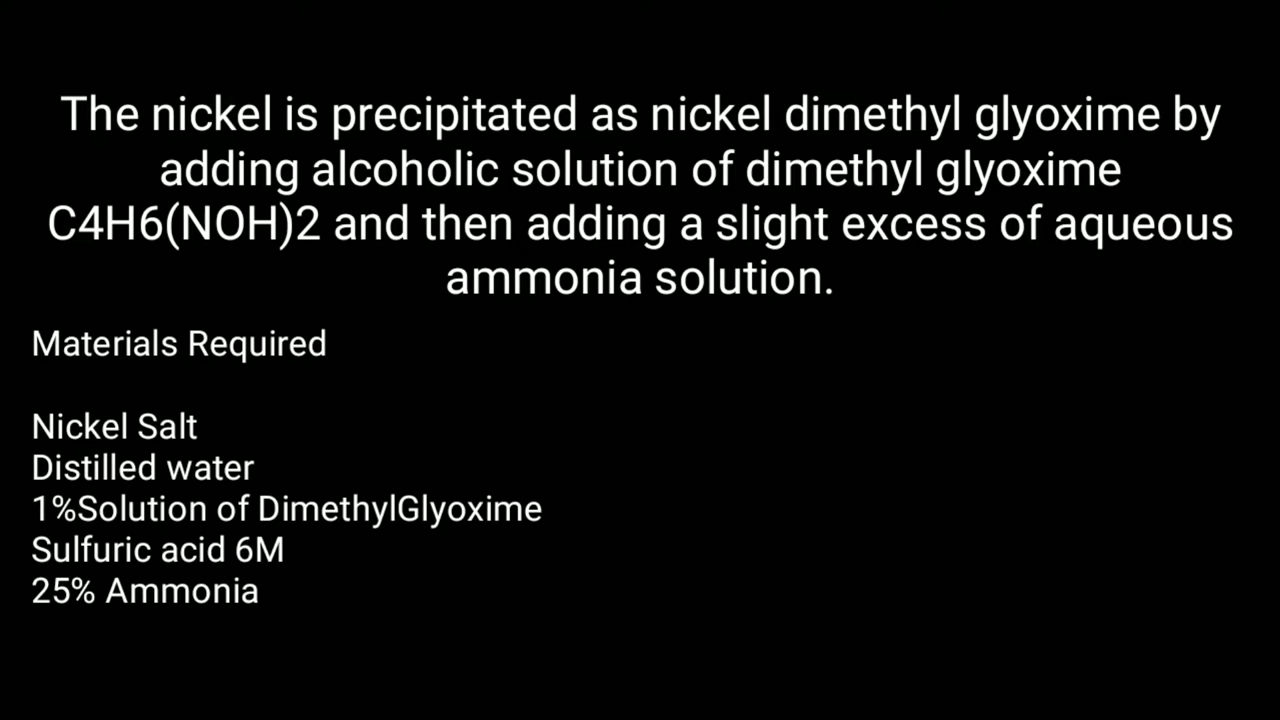 The nickel is precipitated as nickel dimethyl glyoxime by
adding alcoholic solution of dimethyl glyoxime
C4H6(NOH)2 and then adding a slight excess of aqueous
ammonia solution.
Materials Required
Nickel Salt
Distilled water
1%Solution of DimethylGlyoxime
Sulfuric acid 6M
25% Ammonia